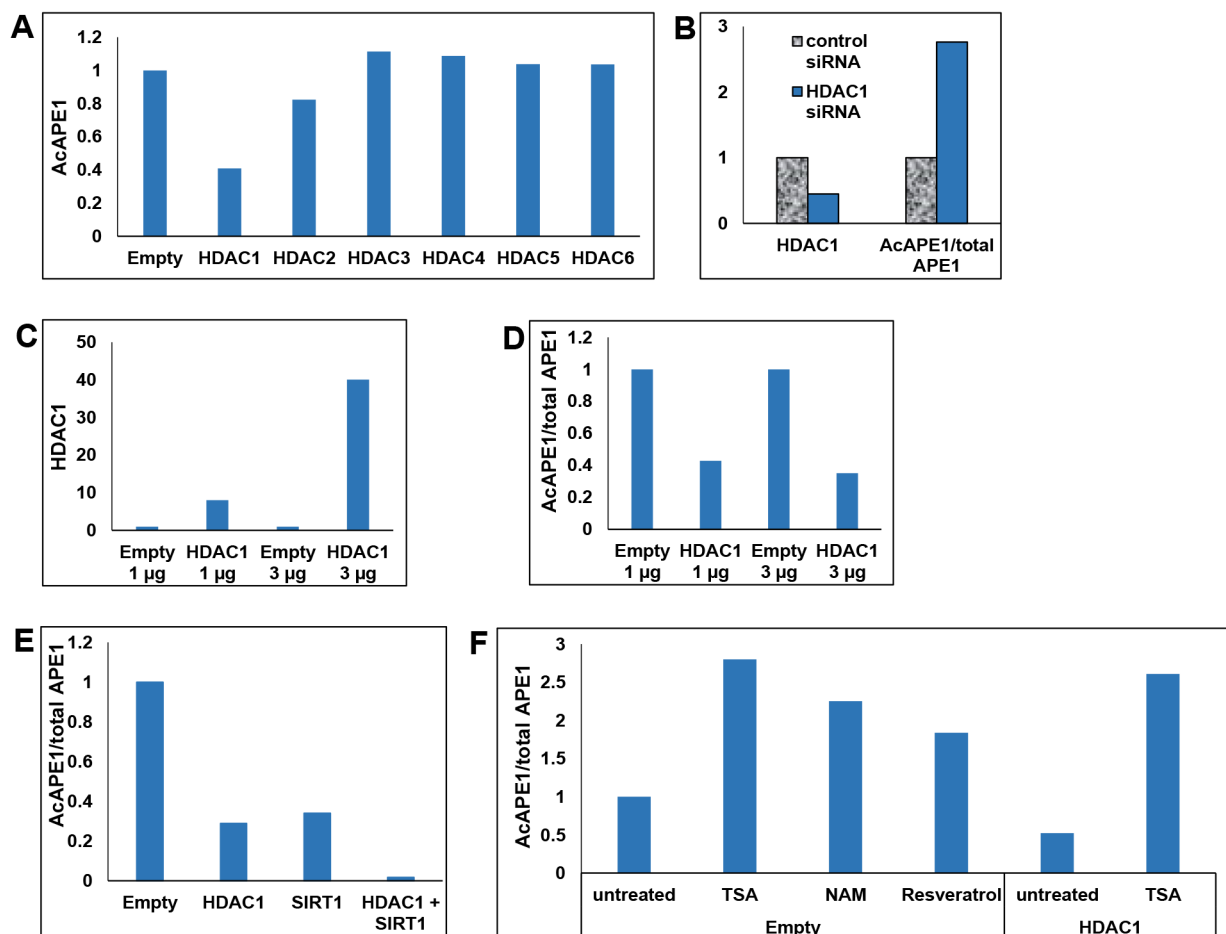 A
AcAPE1
1.2
1
0.8
0.6
0.4
0.2
0
Empty HDAC1 HDAC2 HDAC3 HDAC4 HDAC5 HDAC6
B
3
2
1
0
control
siRNA
HDAC1
siRNA
HDAC1 AcAPE1/total
APE1
C
HDAC1
50
40
30
20
10
0
Empty HDAC1 Empty HDAC1
1 µg 1 µg 3 µg 3 µg
D
AcAPE1/total APE1
1.2
1
0.8
0.6
0.4
0.2
0
Empty HDAC1 Empty HDAC1
1 µg 1 µg 3 µg 3 µg
E
AcAPE1/total APE1
1.2
1
0.8
0.6
0.4
0.2
0
Empty HDAC1 SIRT1 HDAC1 +
SIRT1
F
AcAPE1/total APE1
3
2.5
2
1.5
1
0.5
0
untreated TSA NAM Resveratrol untreated TSA
Empty HDAC1